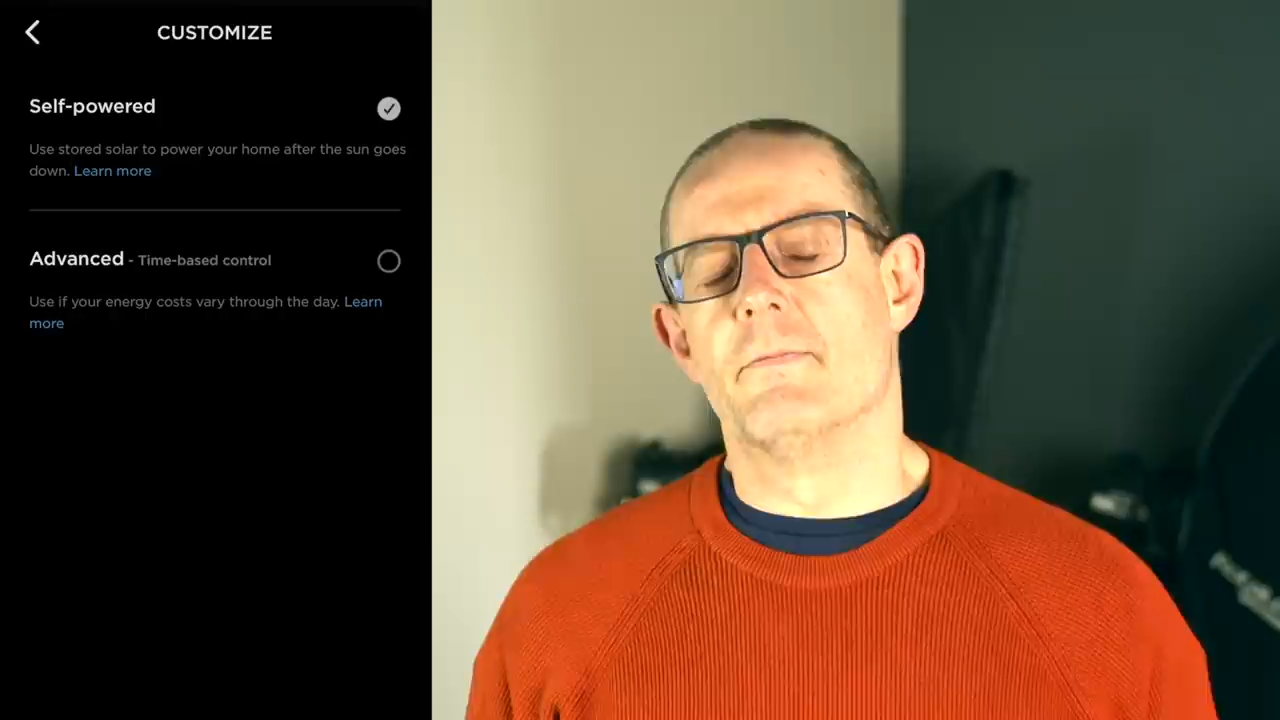 CUSTOMIZE
Self-powered
Use stored solar to power your home after the sun goes
down. Learn more
Advanced - Time-based control
Use if your energy costs vary through the day. Learn
more